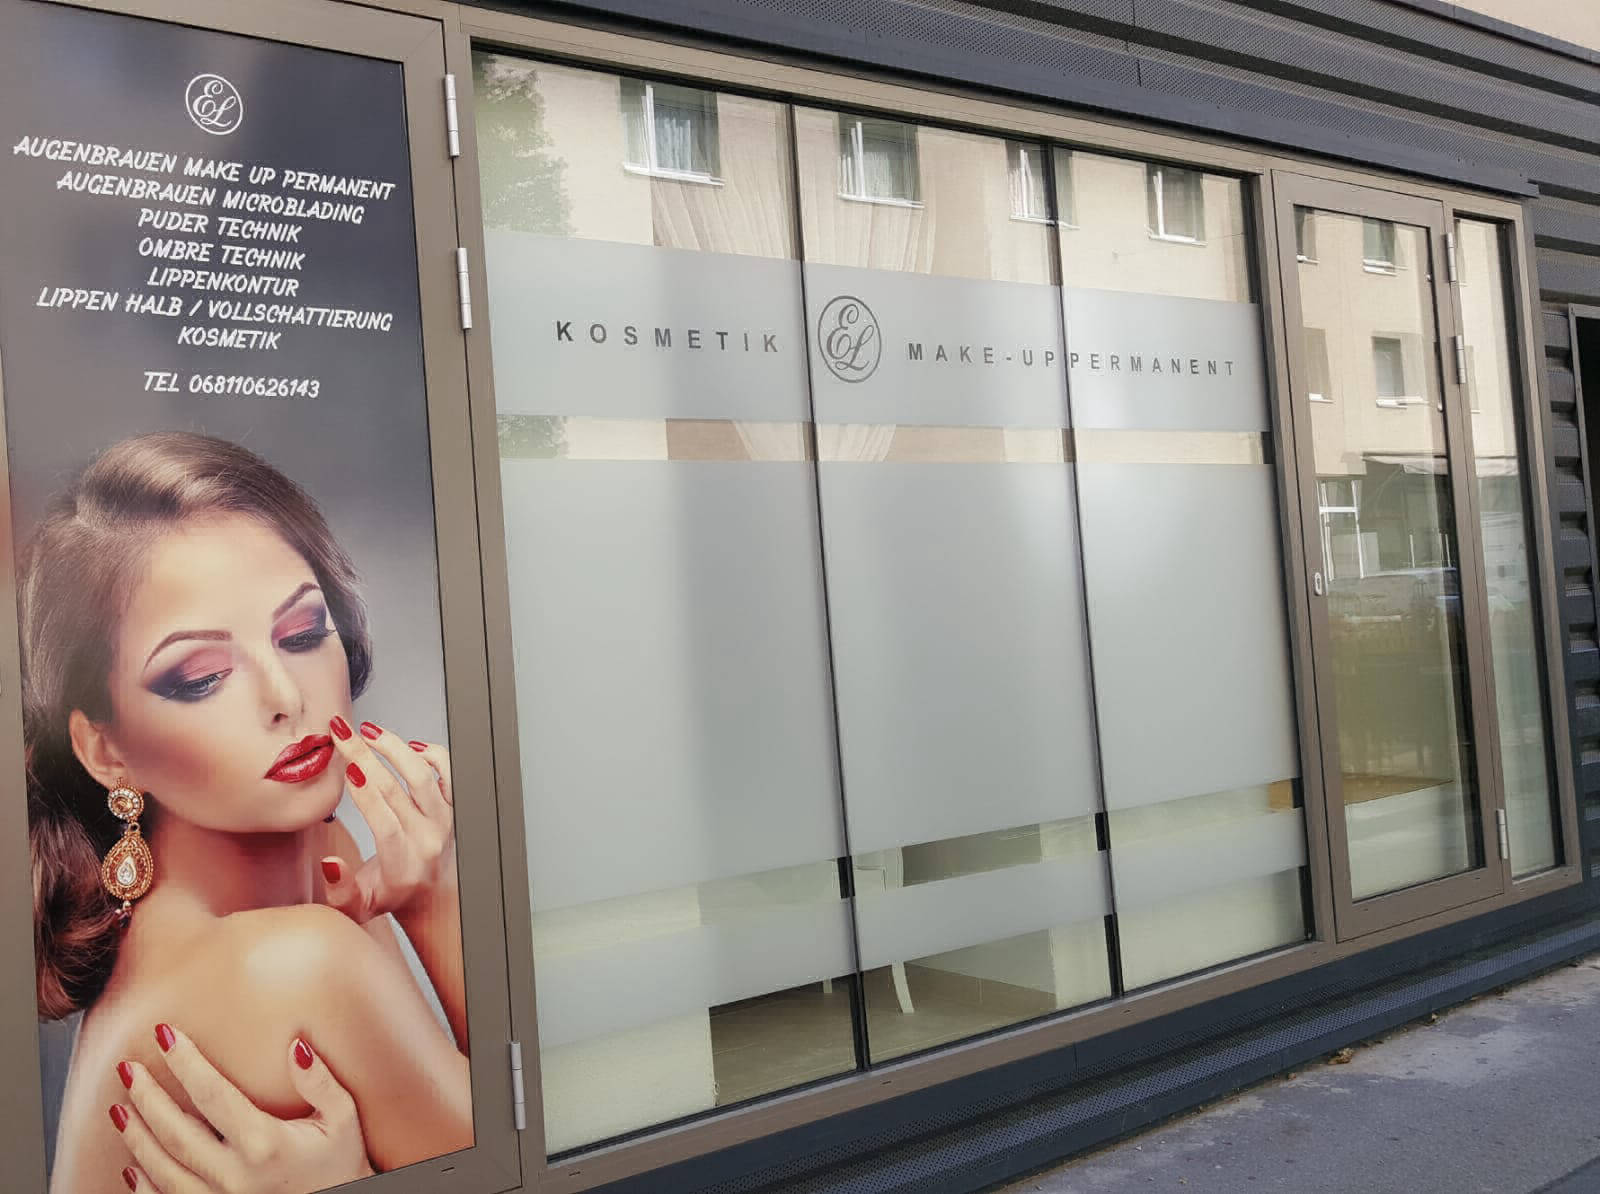 EL
AUGENBRAUEN MAKE UP PERMANENT
AUGENBRAUEN MICROBLADING
PUDER TECHNIK
OMBRE TECHNIK
LIPPENKONTUR
LIPPEN HALB / VOLLSCHATTIERUNG
KOSMETIK
TEL 068110626143
KOSMETIK EL MAKE-UP PERMANENT